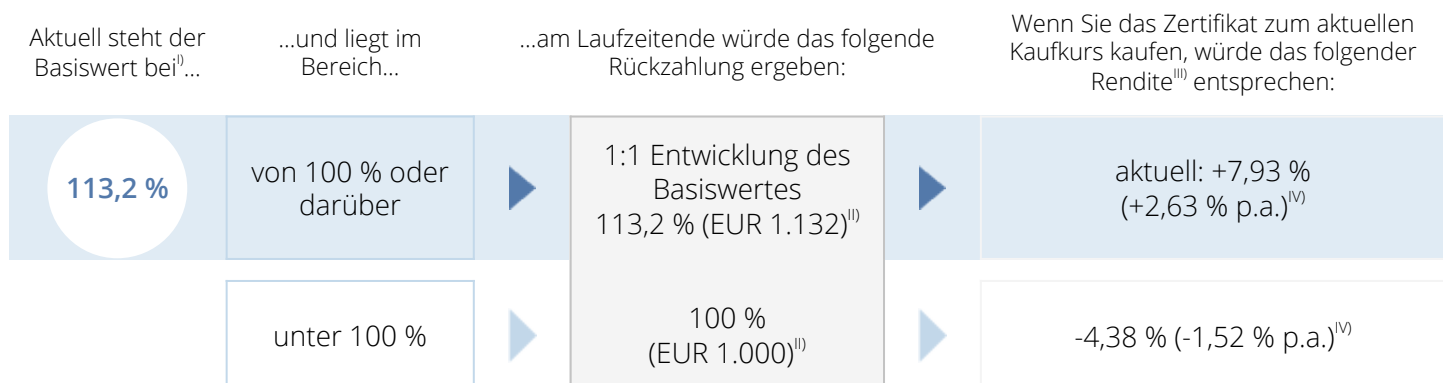 Aktuell steht der
Basiswert bei^I)...
...und liegt im
Bereich...
...am Laufzeitende würde das folgende
Rückzahlung ergeben:
Wenn Sie das Zertifikat zum aktuellen
Kaufkurs kaufen, würde das folgender
Rendite^III) entsprechen:
113,2 %
von 100 % oder
darüber
1:1 Entwicklung des
Basiswertes
113,2 % (EUR 1.132)^II)
aktuell: +7,93 %
(+2,63 % p.a.)^IV)
unter 100 %
100 %
(EUR 1.000)^II)
-4,38 % (-1,52 % p.a.)^IV)